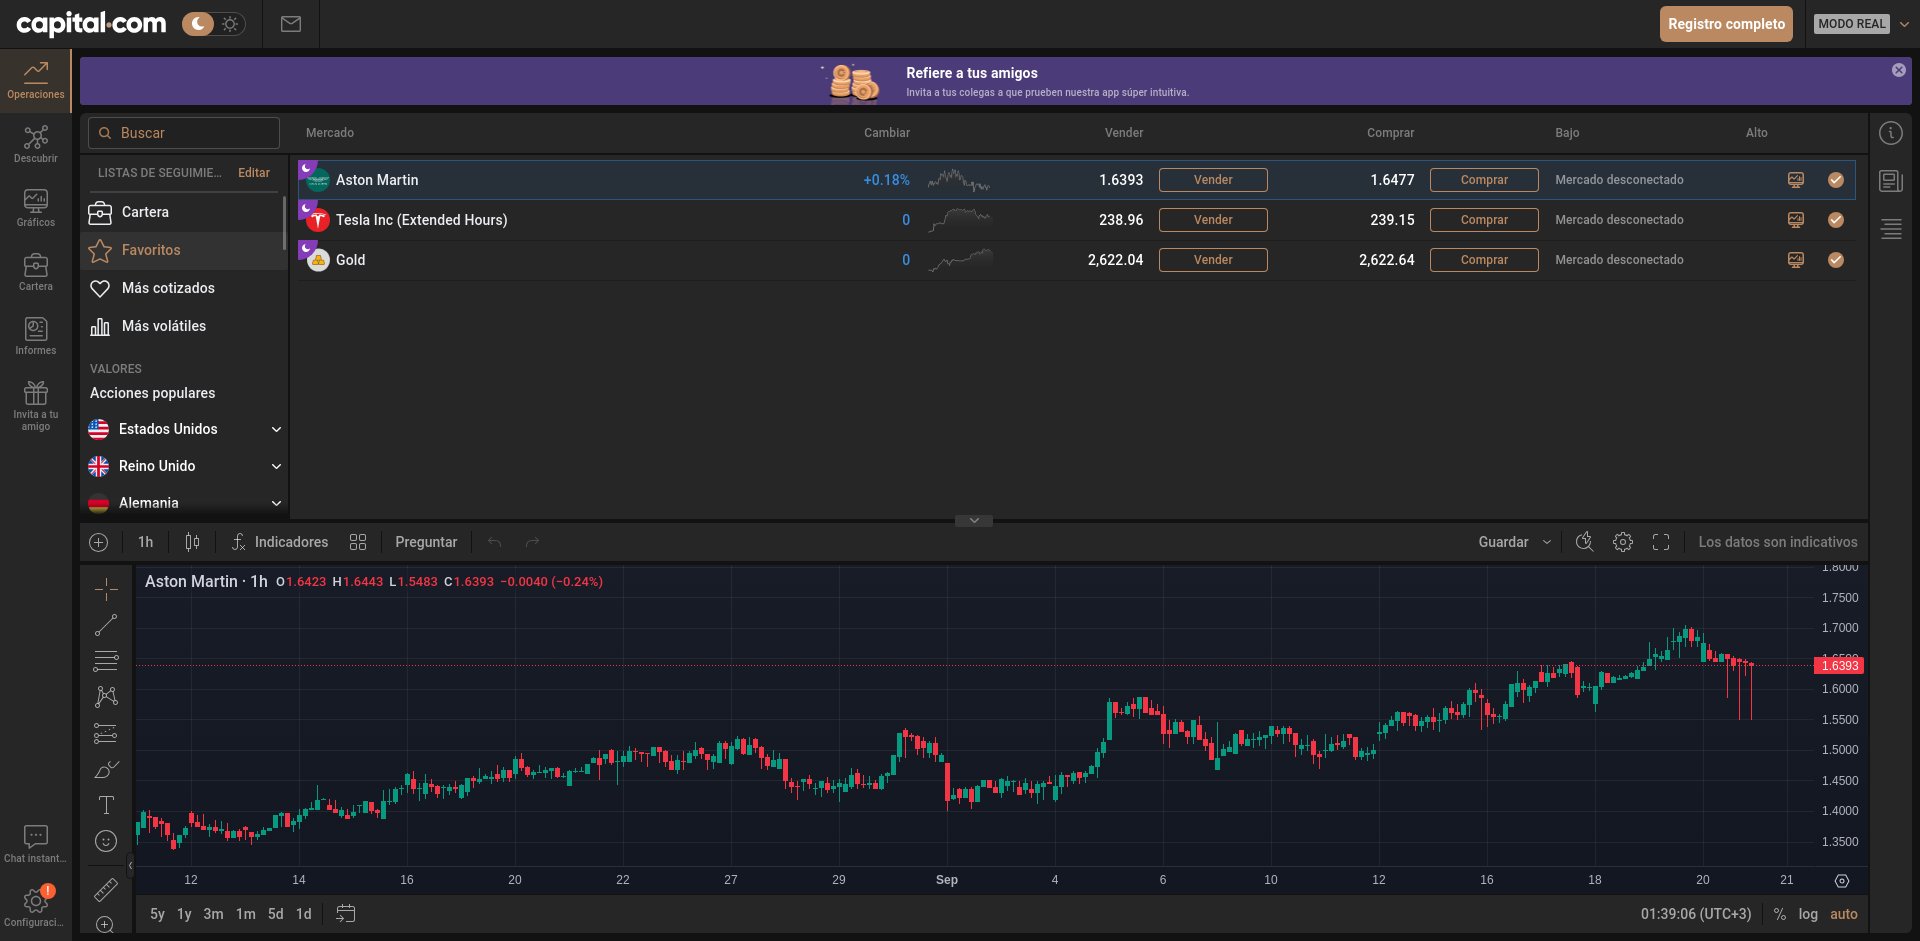 capital.com
Registro completo
MODO REAL
Operaciones
Descubrir
Gráficos
Cartera
Informes
Invita a tu
amigo
Chat instant...
Configuraci...
Refiere a tus amigos
Invita a tus colegas a que prueben nuestra app súper intuitiva.
Buscar
LISTAS DE SEGUIMIE... Editar
Cartera
Favoritos
Más cotizados
Más volátiles
VALORES
Acciones populares
Estados Unidos
Reino Unido
Alemania
Mercado Cambiar Vender Comprar Bajo Alto
Aston Martin +0.18% 1.6393 Vender 1.6477 Comprar Mercado desconectado
Tesla Inc (Extended Hours) 0 238.96 Vender 239.15 Comprar Mercado desconectado
Gold 0 2,622.04 Vender 2,622.64 Comprar Mercado desconectado
1h Indicadores Preguntar Guardar Los datos son indicativos
Aston Martin · 1h O1.6423 H1.6443 L1.5483 C1.6393 −0.0040 (−0.24%)
1.8000
1.7500
1.7000
1.6393
1.6000
1.5500
1.5000
1.4500
1.4000
1.3500
12 14 16 20 22 27 29 Sep 4 6 10 12 16 18 20 21
5y 1y 3m 1m 5d 1d 01:39:06 (UTC+3) % log auto